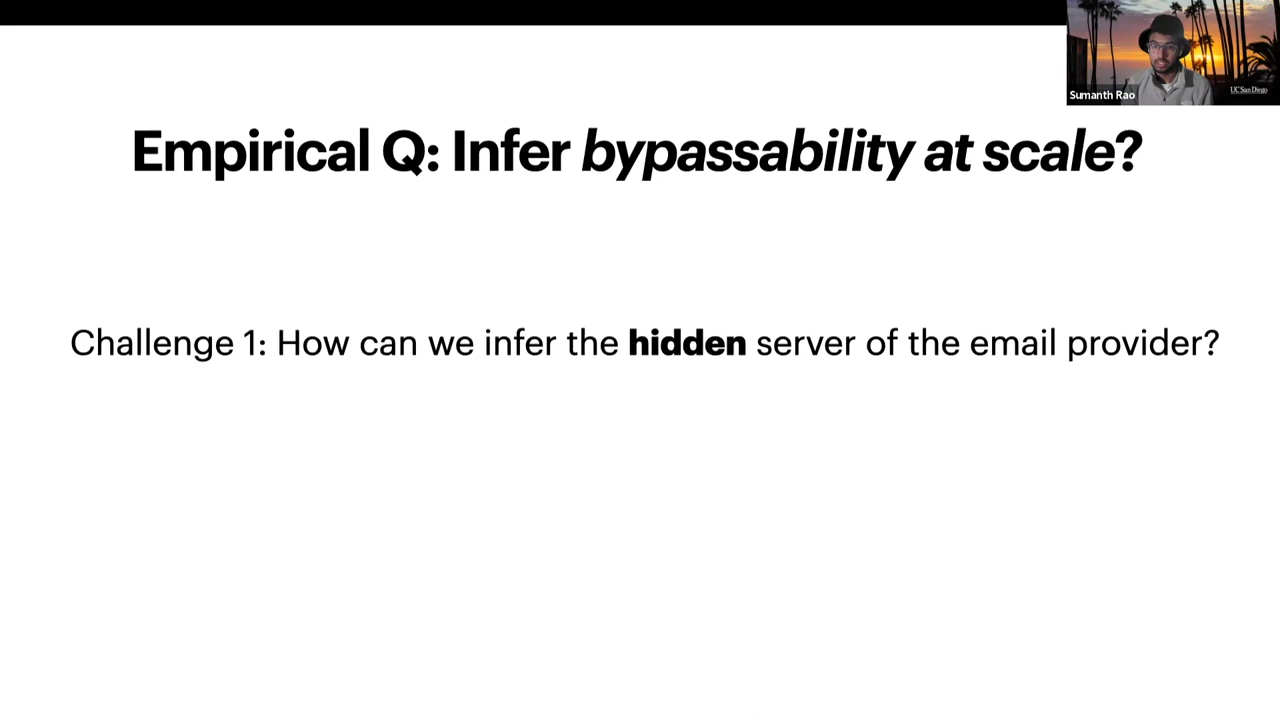 Sumanth Rao
UC San Diego
Empirical Q: Infer bypassability at scale?
Challenge 1: How can we infer the hidden server of the email provider?